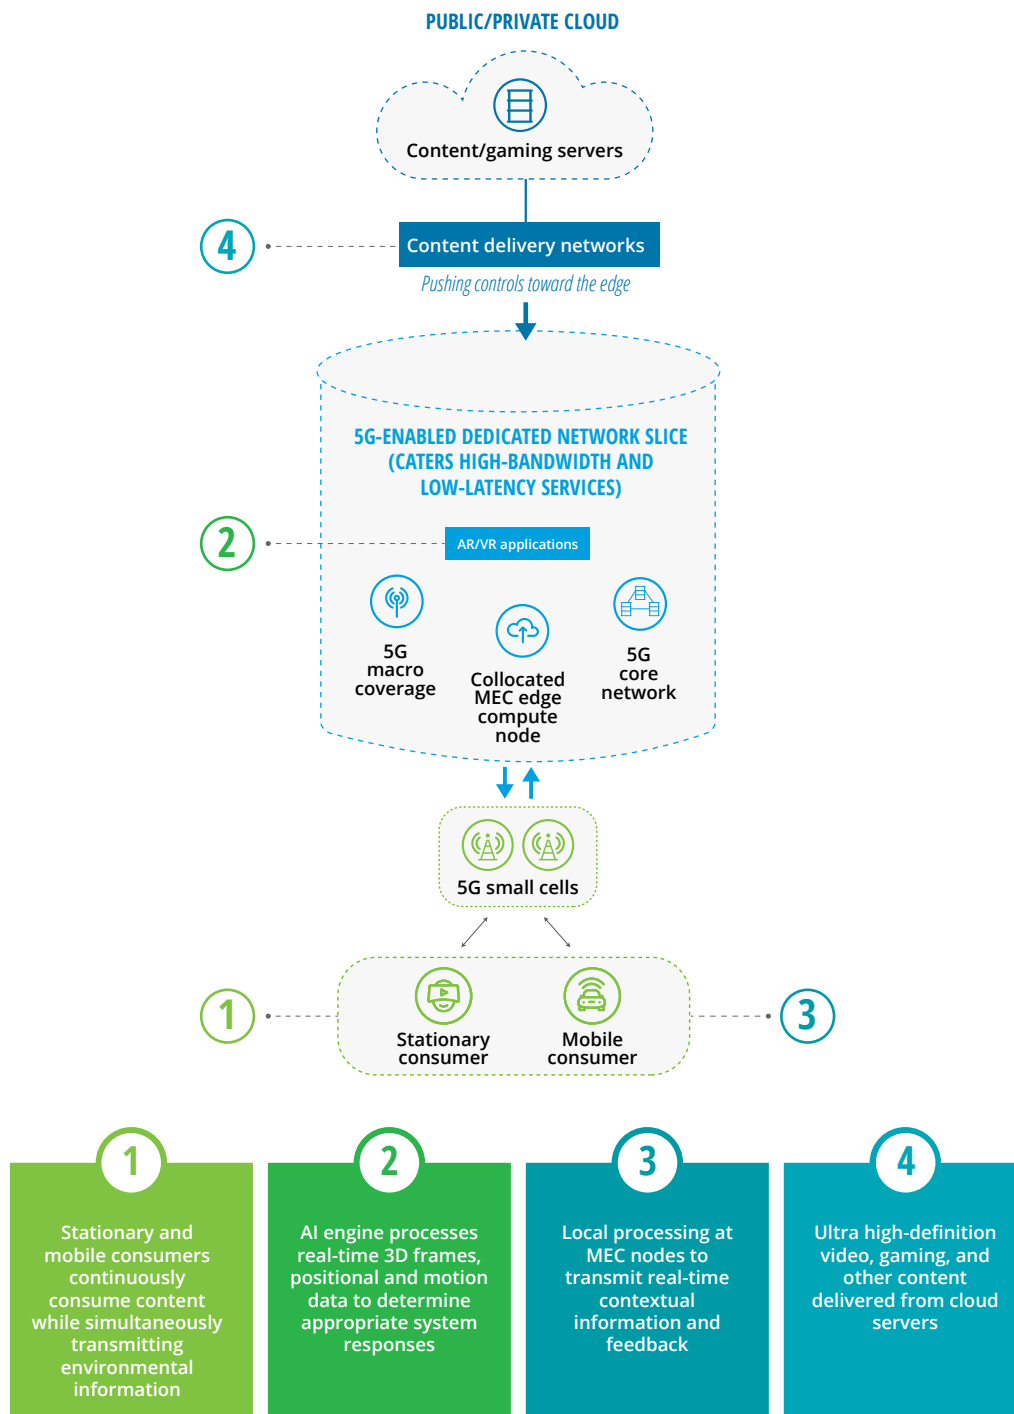 PUBLIC/PRIVATE CLOUD
Content/gaming servers
4
Content delivery networks
Pushing controls toward the edge
5G-ENABLED DEDICATED NETWORK SLICE
(CATERS HIGH-BANDWIDTH AND
LOW-LATENCY SERVICES)
2
AR/VR applications
5G
macro
coverage
Collocated
MEC edge
compute
node
5G
core
network
5G small cells
1
Stationary
consumer
Mobile
consumer
3
1
Stationary and
mobile consumers
continuously
consume content
while simultaneously
transmitting
environmental
information
2
AI engine processes
real-time 3D frames,
positional and motion
data to determine
appropriate system
responses
3
Local processing at
MEC nodes to
transmit real-time
contextual
information and
feedback
4
Ultra high-definition
video, gaming, and
other content
delivered from cloud
servers